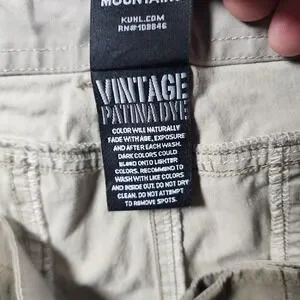 MOUNTAINS
KUHL.COM
RN#108846
VINTAGE
PATINA DYE
COLOR WILL NATURALLY
FADE WITH AGE, EXPOSURE
AND AFTER EACH WASH.
DARK COLORS COULD
BLEND ONTO LIGHTER
COLORS. RECOMMEND TO
WASH WITH LIKE COLORS
AND INSIDE OUT. DO NOT DRY
CLEAN. DO NOT ATTEMPT
TO REMOVE SPOTS.